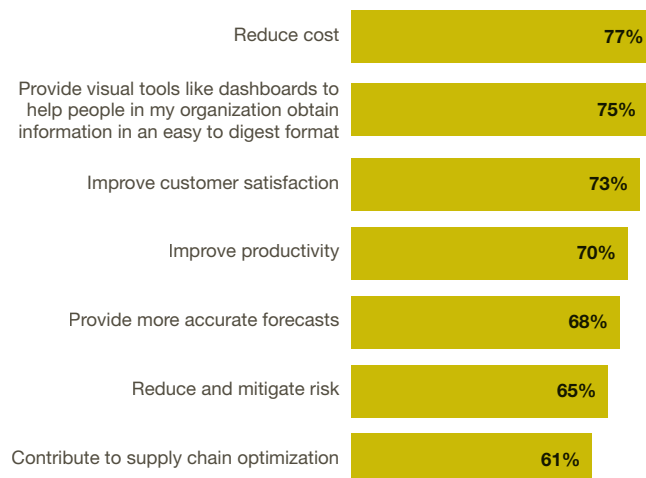 Reduce cost 77%
Provide visual tools like dashboards to
help people in my organization obtain 75%
information in an easy to digest format
Improve customer satisfaction 73%
Improve productivity 70%
Provide more accurate forecasts 68%
Reduce and mitigate risk 65%
Contribute to supply chain optimization 61%